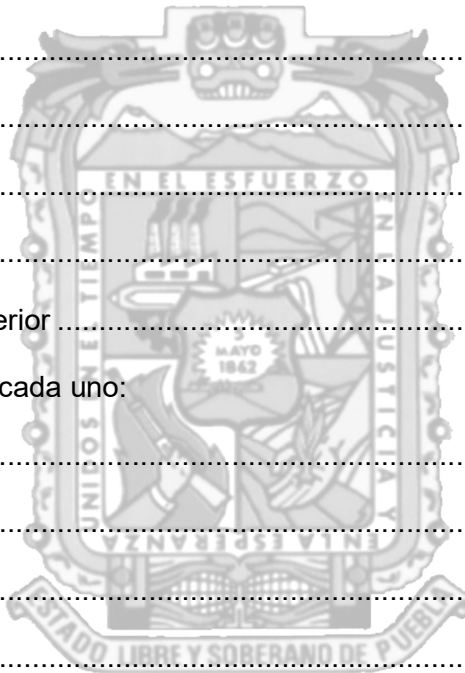 ....................................................
....................................................
EN EL ESFUERZO
....................................................
UNIDOS EN EL TIEMPO
EN LA JUSTICIA Y
....................................................
erior ..............................................
5
MAYO
1862
cada uno:
....................................................
....................................................
EN LA ESPERANZA
....................................................
ESTADO LIBRE Y SOBERANO DE PUEBLA
....................................................